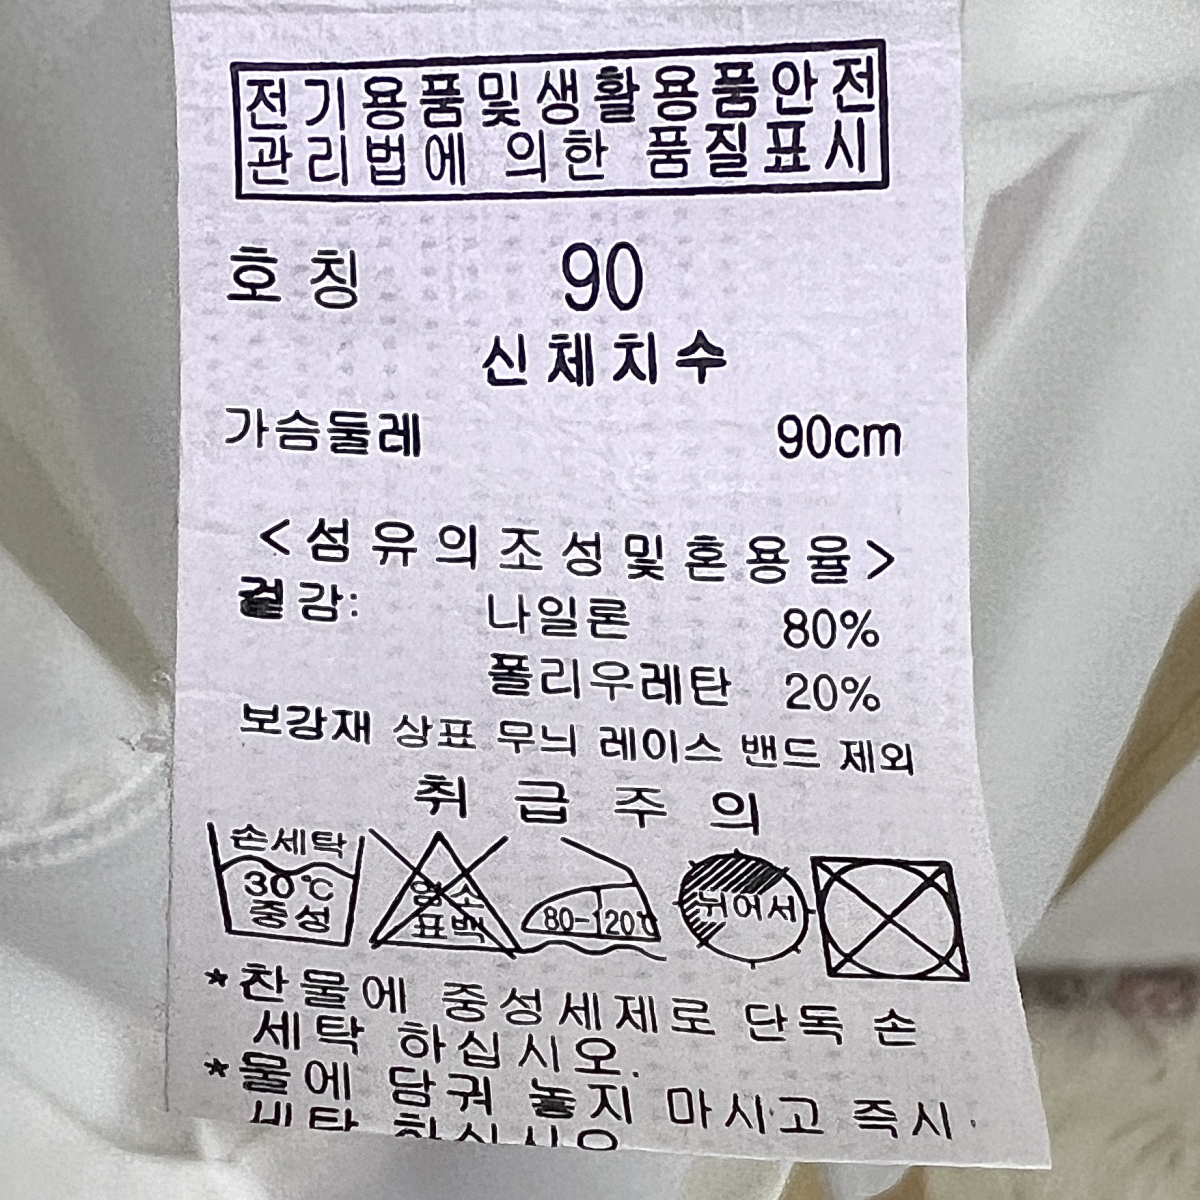 전기용품및생활용품안전
관리법에 의한 품질표시
호칭 90
신체치수
가슴둘레 90cm
<섬유의조성및혼용율>
겉감: 나일론 80%
폴리우레탄 20%
보강재 상표 무늬 레이스 밴드 제외
취급주의
손세탁
30℃
중성
염소
표백
80-120℃
뉘어서
*찬물에 중성세제로 단독 손
세탁 하십시오.
*물에 담궈 놓지 마시고 즉시
세탁 하십시오